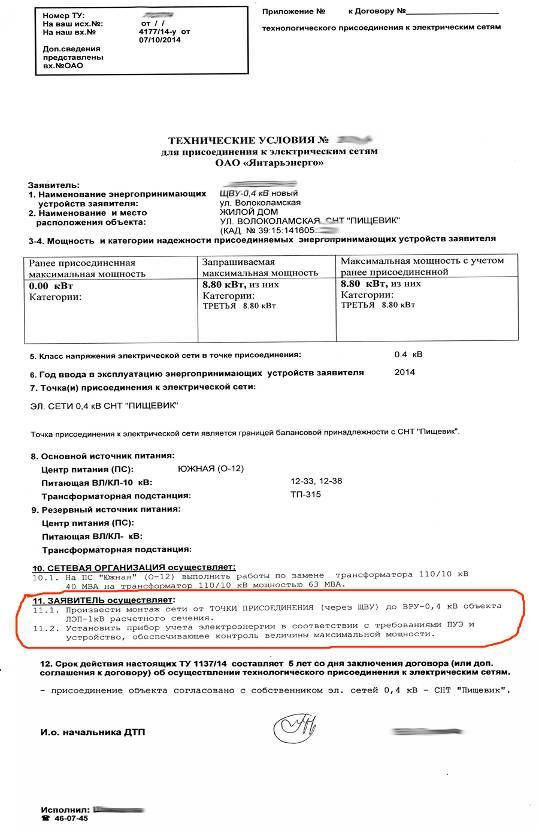 Номер ТУ:
На ваш исх.№: от / /
На наш вх.№ 4177/14-у от
07/10/2014
Доп.сведения
представлены
вх.№ОАО
Приложение № к Договору №
технологического присоединения к электрическим сетям
ТЕХНИЧЕСКИЕ УСЛОВИЯ №
для присоединения к электрическим сетям
ОАО «Янтарьэнерго»
Заявитель:
1. Наименование энергопринимающих ЩВУ-0,4 кВ новый
устройств заявителя: ул. Волоколамская
2. Наименование и место ЖИЛОЙ ДОМ
расположения объекта: УЛ. ВОЛОКОЛАМСКАЯ, СНТ "ПИЩЕВИК"
(КАД. № 39:15:141605:
3-4. Мощность и категории надежности присоединяемых энергопринимающих устройств заявителя
Ранее присоединенная
максимальная мощность
Запрашиваемая
максимальная мощность
Максимальная мощность с учетом
ранее присоединенной
0.00 кВт
Категории:
8.80 кВт, из них
Категории:
ТРЕТЬЯ 8.80 кВт
8.80 кВт, из них
Категории:
ТРЕТЬЯ 8.80 кВт
5. Класс напряжения электрической сети в точке присоединения: 0.4 кВ
6. Год ввода в эксплуатацию энергопринимающих устройств заявителя 2014
7. Точка(и) присоединения к электрической сети:
ЭЛ. СЕТИ 0,4 кВ СНТ "ПИЩЕВИК"
Точка присоединения к электрической сети является границей балансовой принадлежности с СНТ "Пищевик".
8. Основной источник питания:
Центр питания (ПС): ЮЖНАЯ (О-12)
Питающая ВЛ/КЛ-10 кВ: 12-33, 12-38
Трансформаторная подстанция: ТП-315
9. Резервный источник питания:
Центр питания (ПС):
Питающая ВЛ/КЛ- кВ:
Трансформаторная подстанция:
10. СЕТЕВАЯ ОРГАНИЗАЦИЯ осуществляет:
10.1. На ПС "Южная" (О-12) выполнить работы по замене трансформатора 110/10 кВ
40 МВА на трансформатор 110/10 кВ мощностью 63 МВА.
11. ЗАЯВИТЕЛЬ осуществляет:
11.1. Произвести монтаж сети от ТОЧКИ ПРИСОЕДИНЕНИЯ (через ЩВУ) до ВРУ-0,4 кВ объекта
ЛЭП-1кВ расчетного сечения.
11.2. Установить прибор учета электроэнергии в соответствии с требованиями ПУЭ и
устройство, обеспечивающее контроль величины максимальной мощности.
12. Срок действия настоящих ТУ 1137/14 составляет 5 лет со дня заключения договора (или доп.
соглашения к договору) об осуществлении технологического присоединения к электрическим сетям.
- присоединение объекта согласовано с собственником эл. сетей 0,4 кВ - СНТ "Пищевик".
И.о. начальника ДТП
Исполнил:
☎ 46-07-45